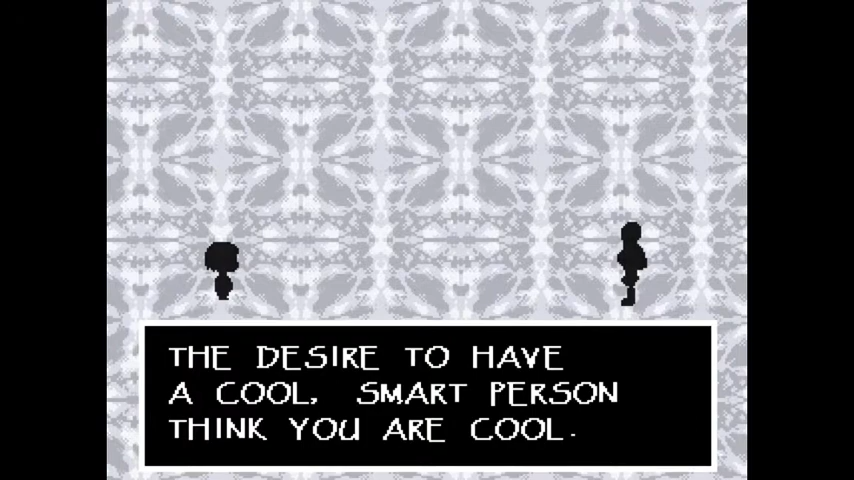 THE DESIRE TO HAVE
A COOL, SMART PERSON
THINK YOU ARE COOL.